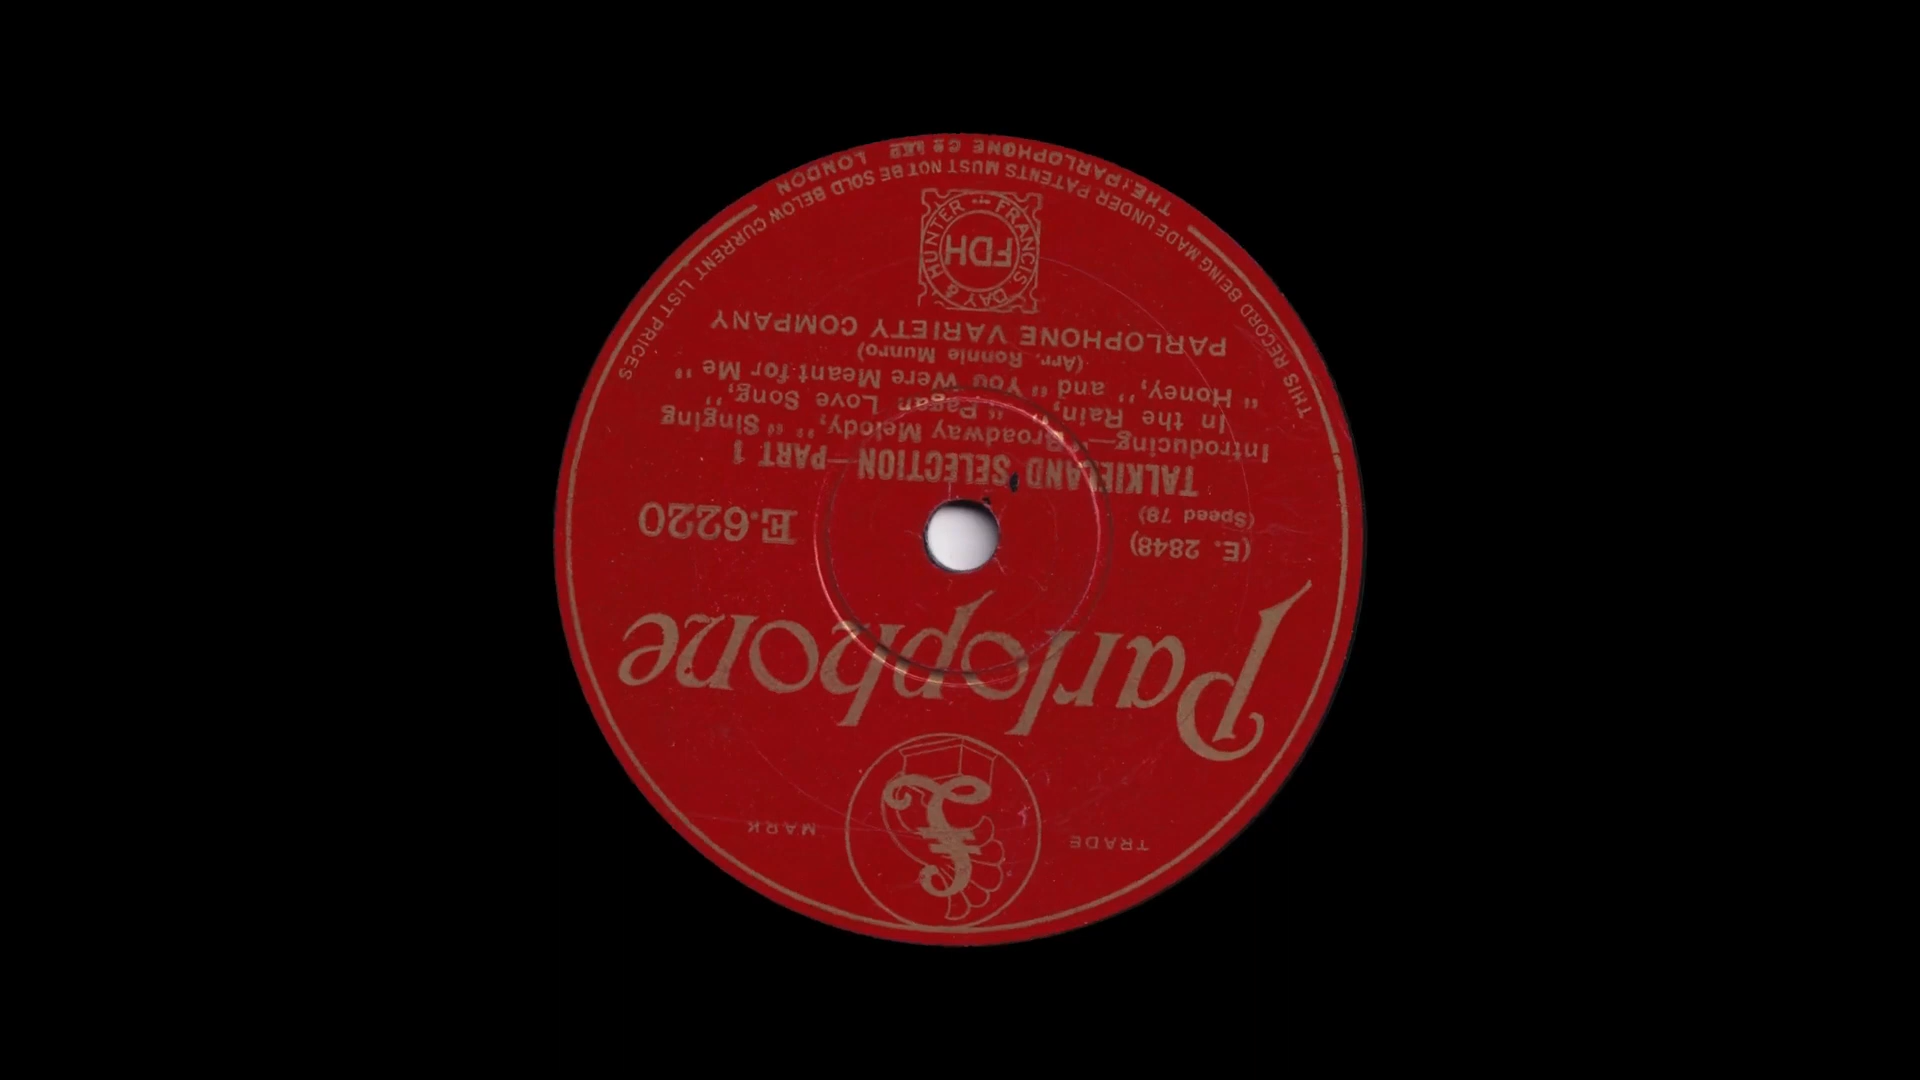 TRADE MARK
£
Parlophone
(E. 2848)
(Speed 78)
E.6220
TALKIELAND SELECTION—PART 1
Introducing—"Broadway Melody," "Singing
in the Rain," "Pagan Love Song,"
"Honey," and "You Were Meant for Me"
(Arr. Ronnie Munro)
PARLOPHONE VARIETY COMPANY
FRANCIS DAY & HUNTER
FDH
THIS RECORD BEING MADE UNDER PATENTS MUST NOT BE SOLD BELOW CURRENT LIST PRICES
THE PARLOPHONE CO LTD LONDON